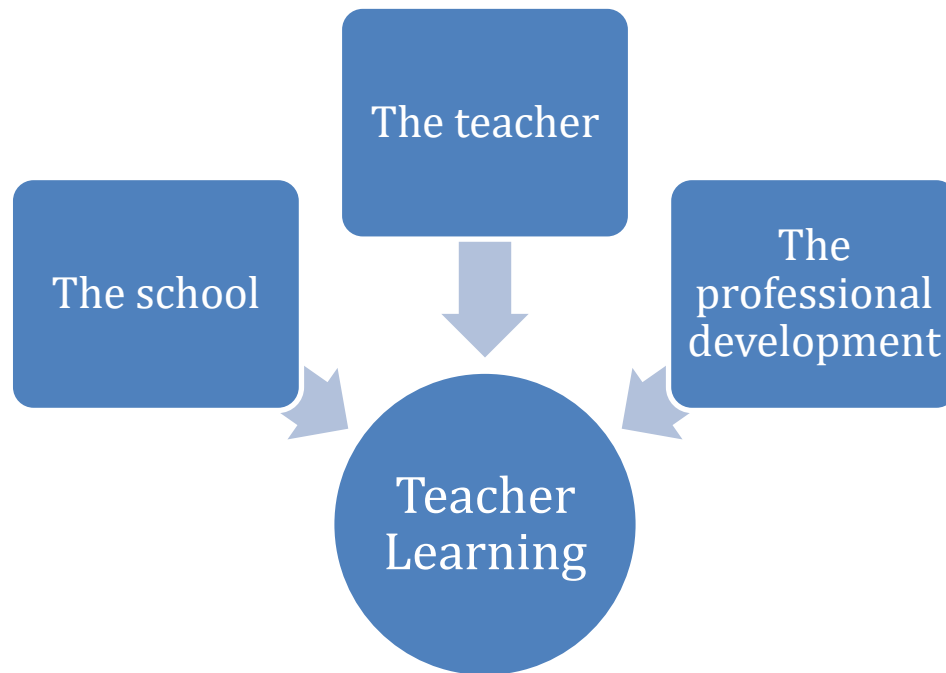 The teacher
The school
The
professional
development
Teacher
Learning